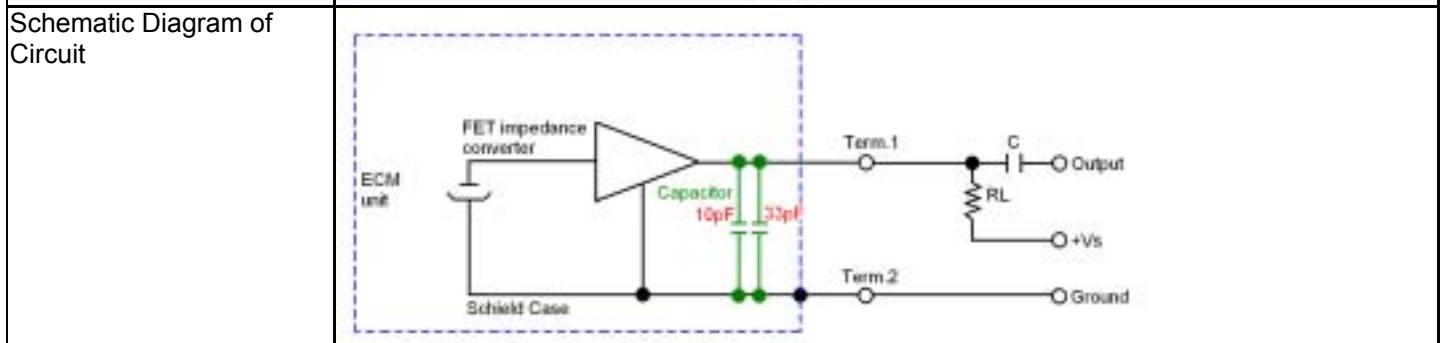 Schematic Diagram of
Circuit
FET impedance
converter
ECM
unit
Capacitor
10pF
33pF
Schield Case
Term.1
C
Output
RL
+Vs
Term.2
Ground